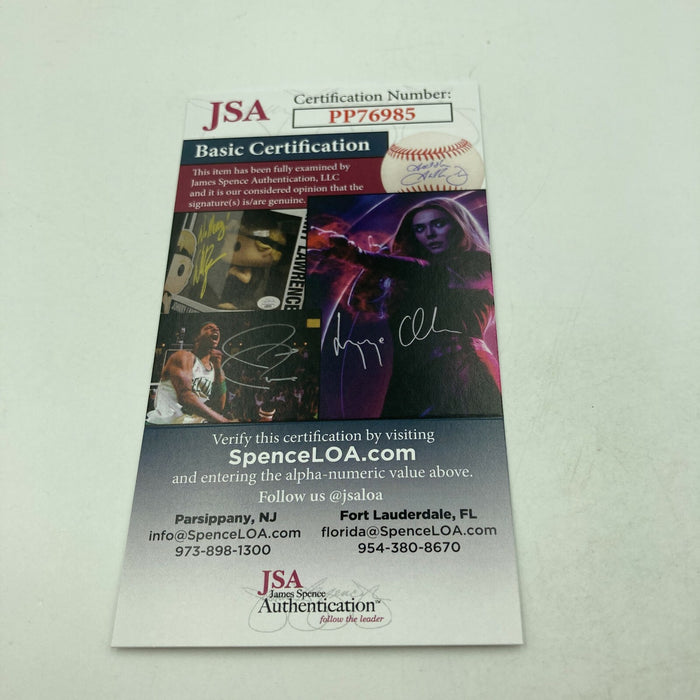 JSA
Certification Number:
PP76985
Basic Certification
This item has been fully examined by
James Spence Authentication, LLC
and it is our considered opinion that the
signature(s) is/are genuine.
LAWRENCE
Verify this certification by visiting
SpenceLOA.com
and entering the alpha-numeric value above.
Follow us @jsaloa
Parsippany, NJ
info@SpenceLOA.com
973-898-1300
Fort Lauderdale, FL
florida@SpenceLOA.com
954-380-8670
JSA
James Spence
Authentication™
follow the leader